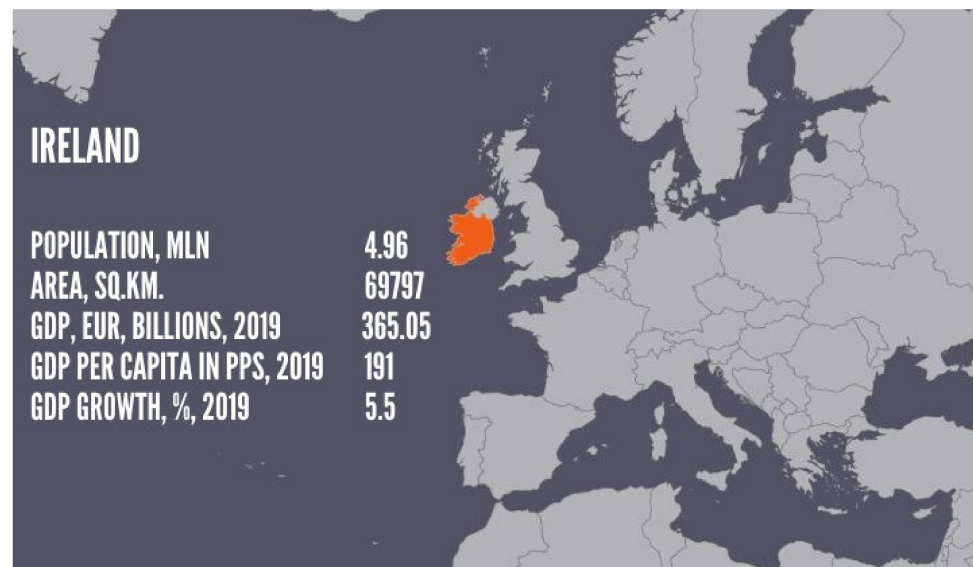 IRELAND
POPULATION, MLN 4.96
AREA, SQ.KM. 69797
GDP, EUR, BILLIONS, 2019 365.05
GDP PER CAPITA IN PPS, 2019 191
GDP GROWTH, %, 2019 5.5